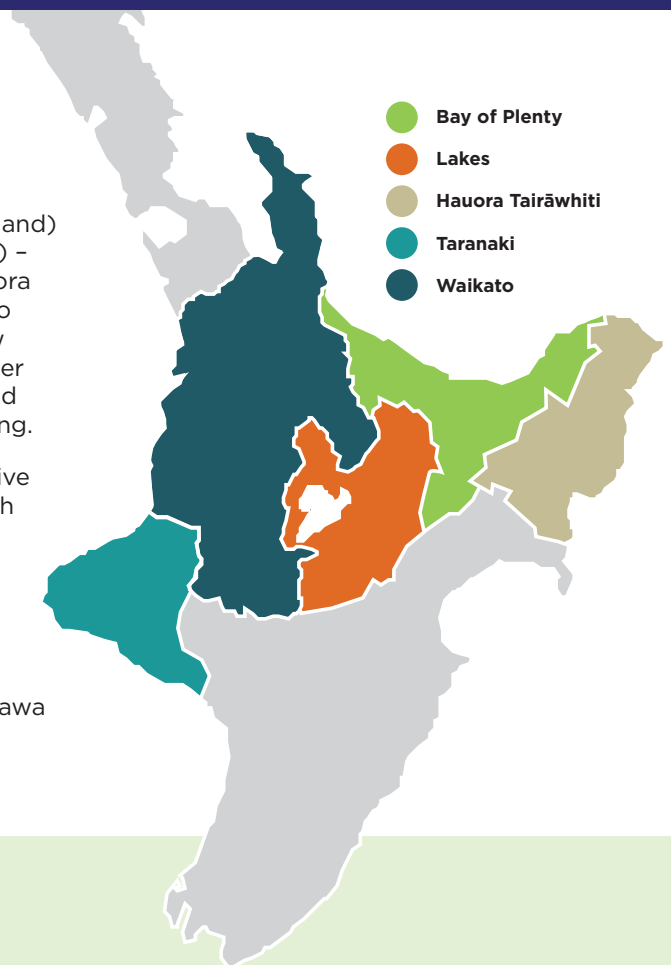 and)
) –
ora
o
er
d
ng.
ive
h
awa
Bay of Plenty
Lakes
Hauora Tairāwhiti
Taranaki
Waikato